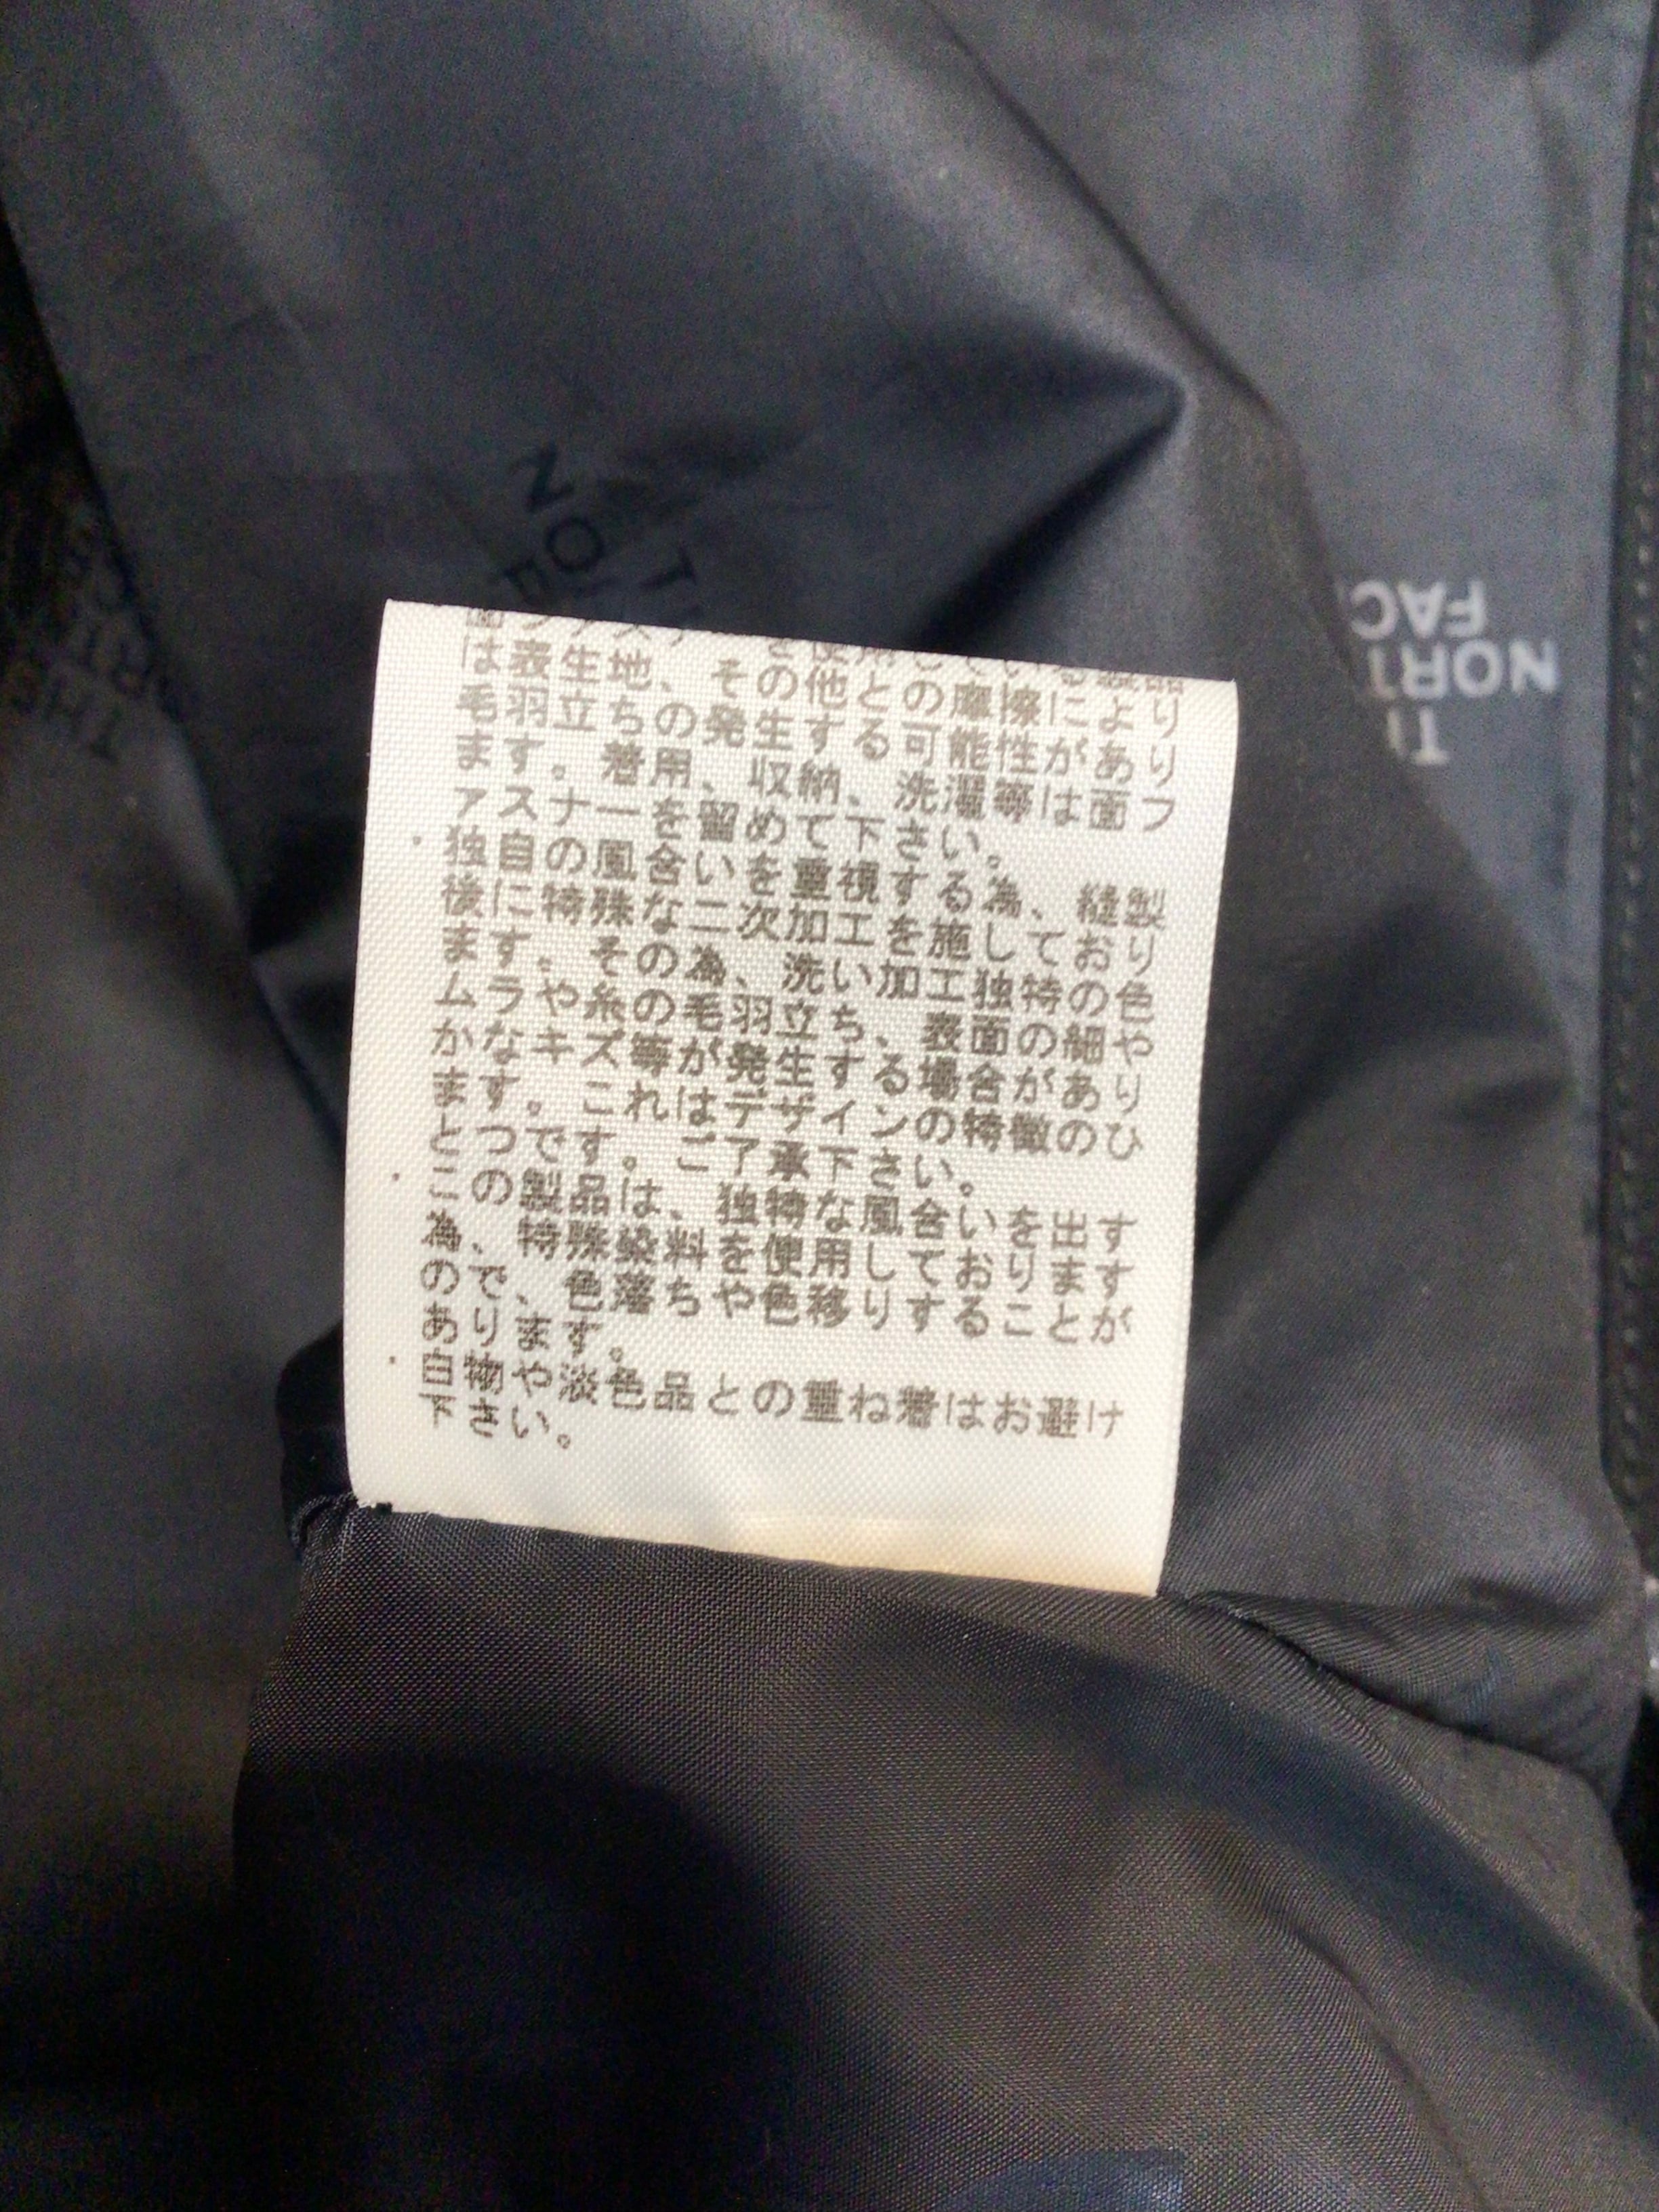 は表生地、その他との摩擦により
毛羽立ちの発生する可能性があり
ます。着用、収納、洗濯等は面フ
ァスナーを留めて下さい。
・独自の風合いを重視する為、縫製
後に特殊な二次加工を施しており
ます。その為、洗い加工独特の色
ムラや糸の毛羽立ち、表面の細や
かなキズ等が発生する場合があり
ます。これはデザインの特徴のひ
とつです。ご了承下さい。
・この製品は、独特な風合いを出す
為、特殊染料を使用しております
ので、色落ちや色移りすることが
あります。
・白物や淡色品との重ね着はお避け
下さい。
NORT
FAC